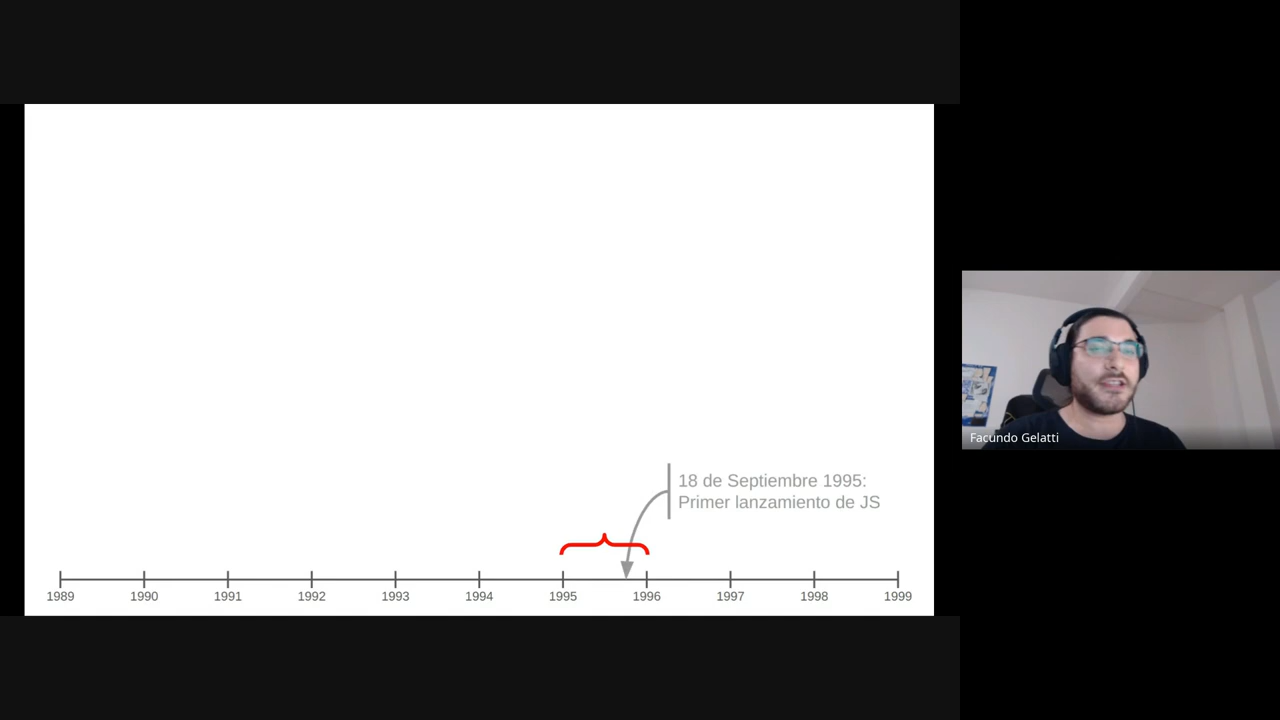 18 de Septiembre 1995:
Primer lanzamiento de JS
1989 1990 1991 1992 1993 1994 1995 1996 1997 1998 1999
Facundo Gelatti